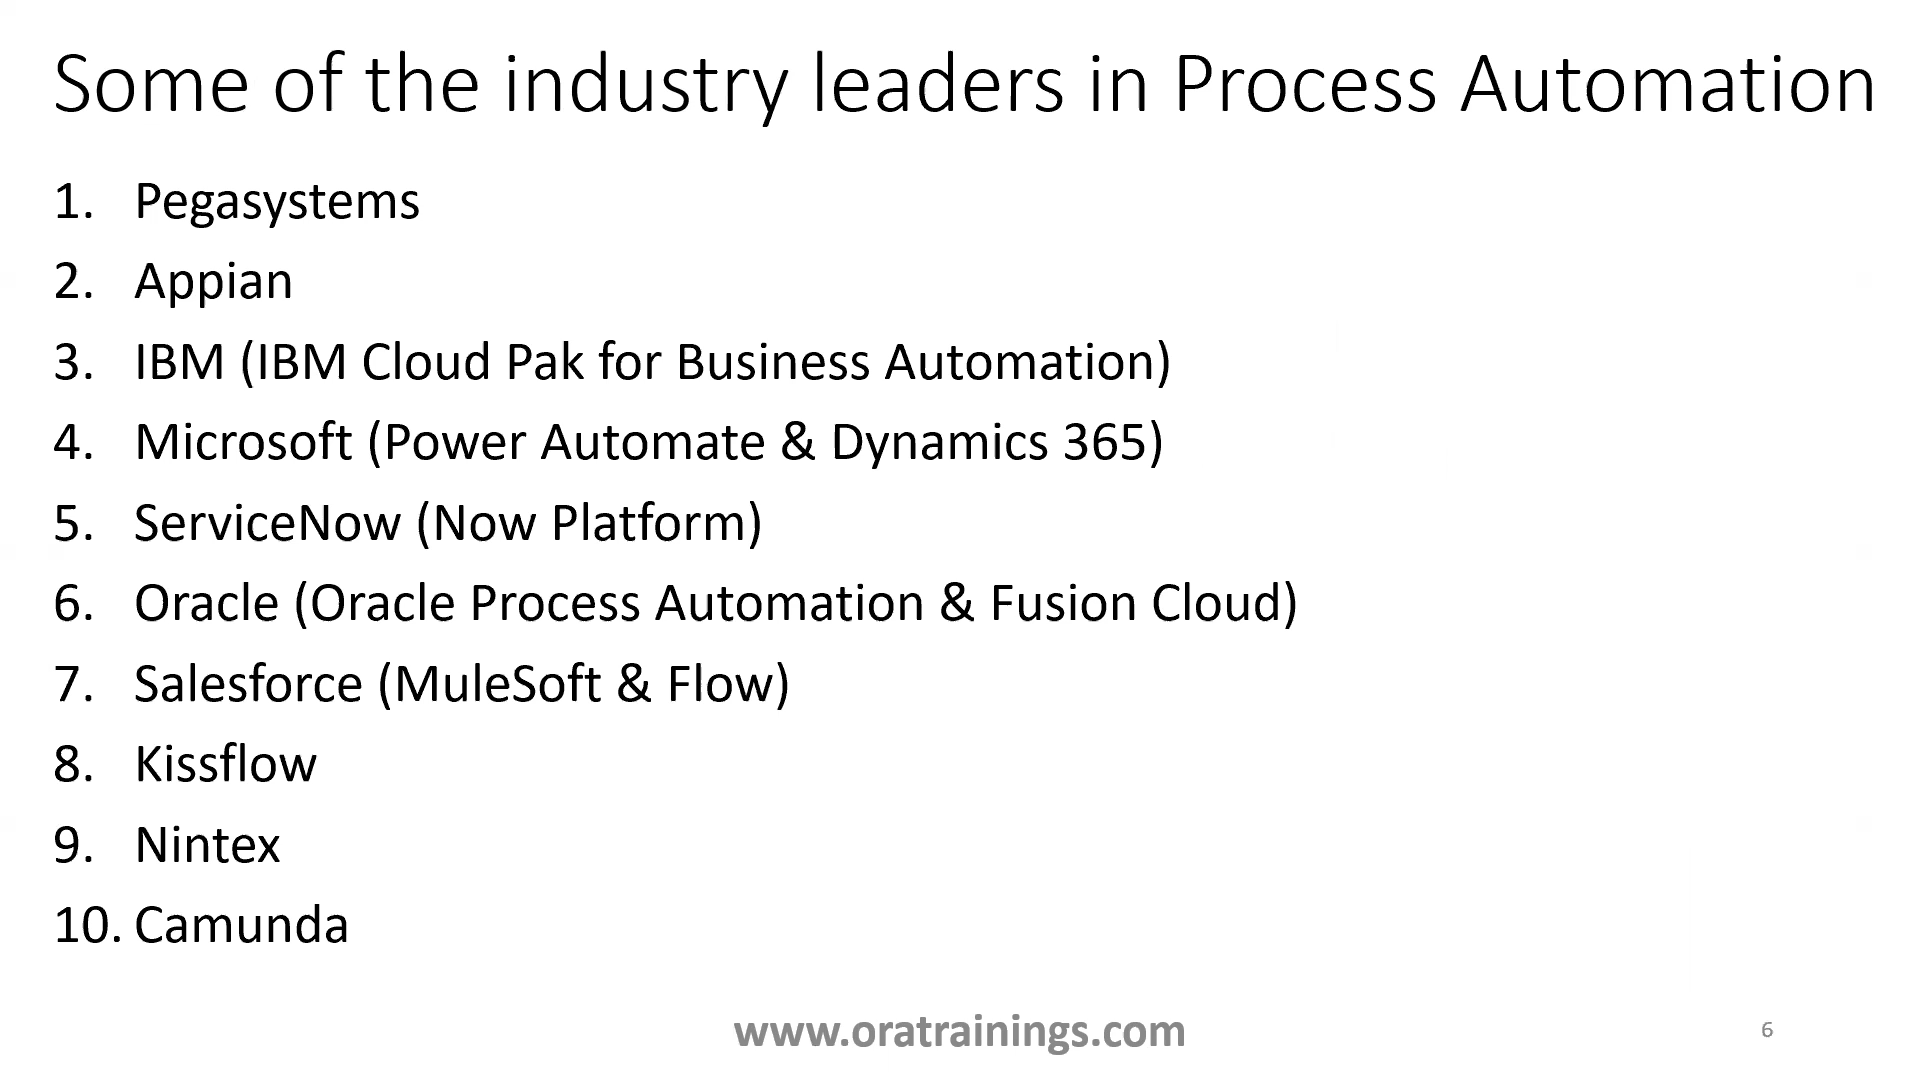 Some of the industry leaders in Process Automation
1. Pegasystems
2. Appian
3. IBM (IBM Cloud Pak for Business Automation)
4. Microsoft (Power Automate & Dynamics 365)
5. ServiceNow (Now Platform)
6. Oracle (Oracle Process Automation & Fusion Cloud)
7. Salesforce (MuleSoft & Flow)
8. Kissflow
9. Nintex
10. Camunda
www.oratrainings.com
6